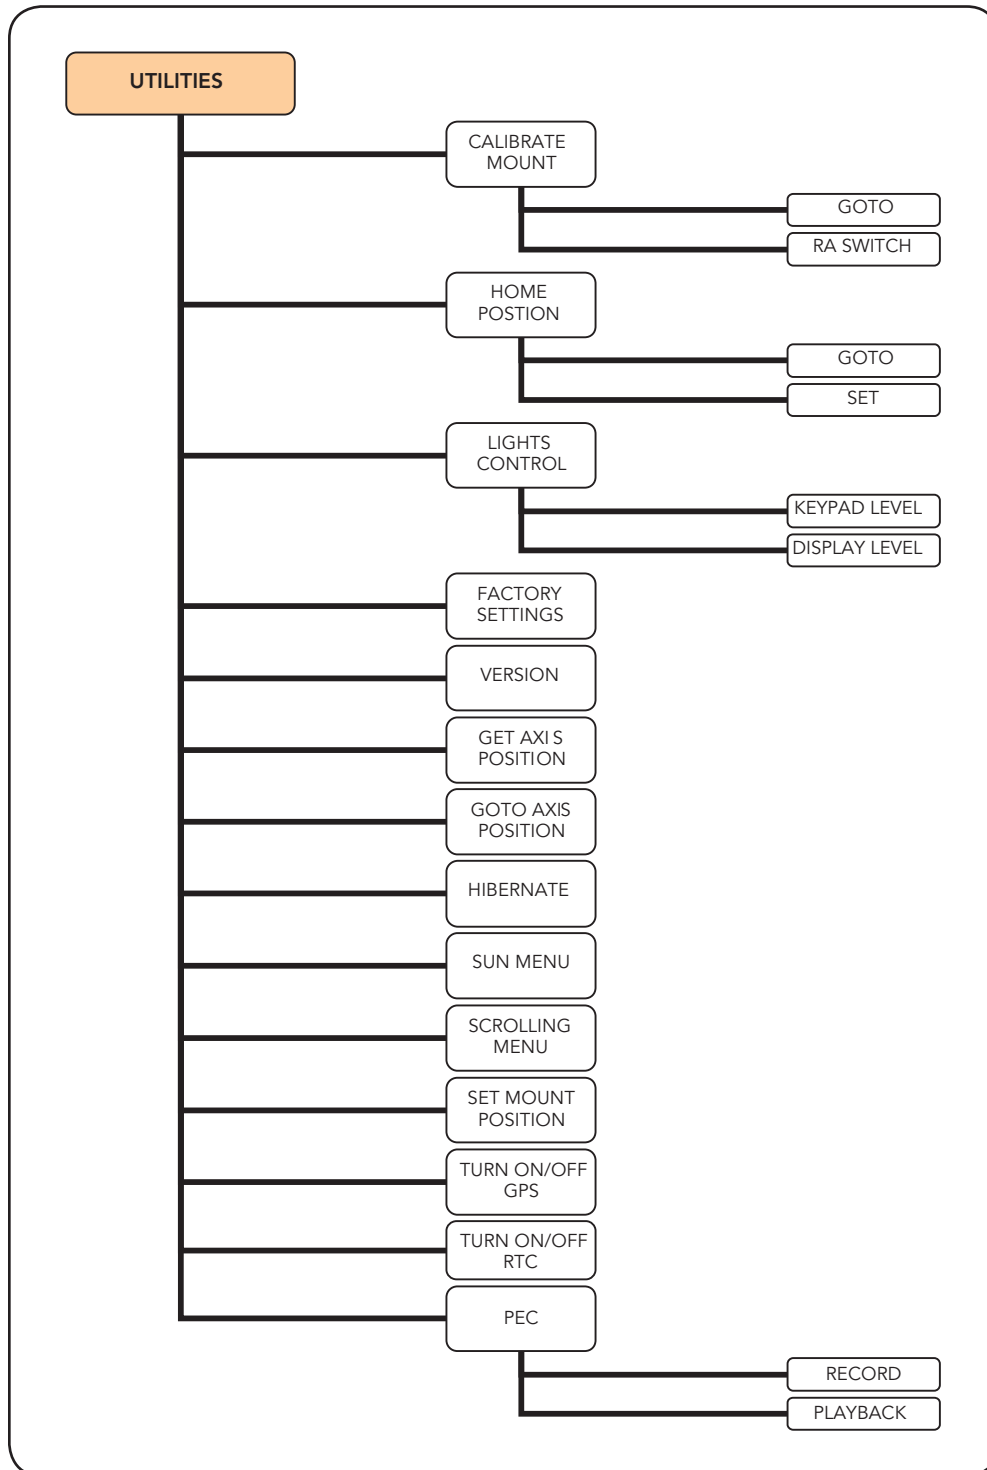 UTILITIES
CALIBRATE
MOUNT
GOTO
RA SWITCH
HOME
POSTION
GOTO
SET
LIGHTS
CONTROL
KEYPAD LEVEL
DISPLAY LEVEL
FACTORY
SETTINGS
VERSION
GET AXIS
POSITION
GOTO AXIS
POSITION
HIBERNATE
SUN MENU
SCROLLING
MENU
SET MOUNT
POSITION
TURN ON/OFF
GPS
TURN ON/OFF
RTC
PEC
RECORD
PLAYBACK